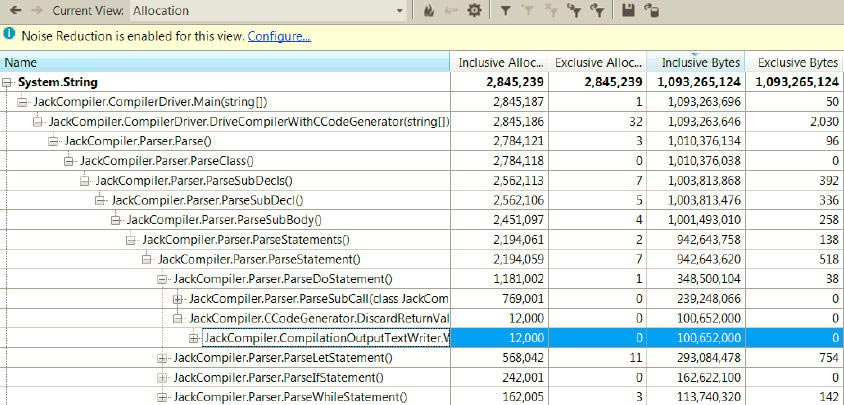 Current View: Allocation
Noise Reduction is enabled for this view. Configure...
Name Inclusive Alloc... Exclusive Alloc... Inclusive Bytes Exclusive Bytes
System.String 2,845,239 2,845,239 1,093,265,124 1,093,265,124
JackCompiler.CompilerDriver.Main(string[]) 2,845,187 1 1,093,263,696 50
JackCompiler.CompilerDriver.DriveCompilerWithCCodeGenerator(string[]) 2,845,186 32 1,093,263,646 2,030
JackCompiler.Parser.Parse() 2,784,121 3 1,010,376,134 96
JackCompiler.Parser.ParseClass() 2,784,118 0 1,010,376,038 0
JackCompiler.Parser.ParseSubDecls() 2,562,113 7 1,003,813,868 392
JackCompiler.Parser.ParseSubDecl() 2,562,106 5 1,003,813,476 336
JackCompiler.Parser.ParseSubBody() 2,451,097 4 1,001,493,010 258
JackCompiler.Parser.ParseStatements() 2,194,061 2 942,643,758 138
JackCompiler.Parser.ParseStatement() 2,194,059 7 942,643,620 518
JackCompiler.Parser.ParseDoStatement() 1,181,002 1 348,500,104 38
JackCompiler.Parser.ParseSubCall(class JackCom 769,001 0 239,248,066 0
JackCompiler.CCodeGenerator.DiscardReturnVal 12,000 0 100,652,000 0
JackCompiler.CompilationOutputTextWriter.W 12,000 0 100,652,000 0
JackCompiler.Parser.ParseLetStatement() 568,042 11 293,084,478 754
JackCompiler.Parser.ParseIfStatement() 242,001 0 162,622,100 0
JackCompiler.Parser.ParseWhileStatement() 162,005 3 113,740,320 142